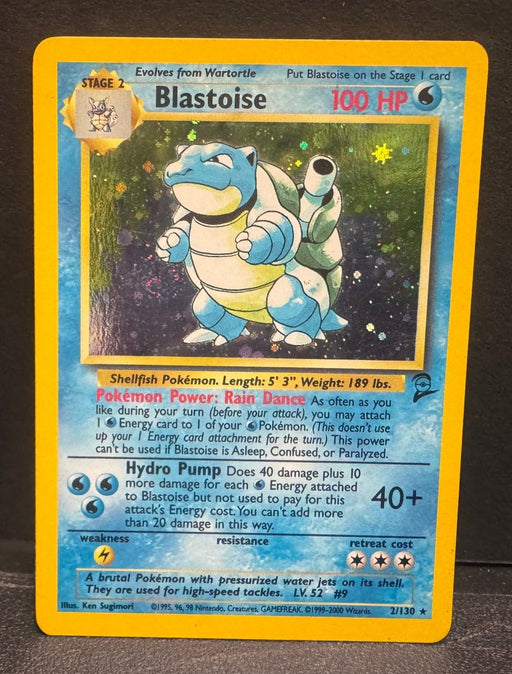 Evolves from Wartortle Put Blastoise on the Stage 1 card
STAGE 2
Blastoise 100 HP
Shellfish Pokémon. Length: 5' 3", Weight: 189 lbs.
Pokémon Power: Rain Dance As often as you
like during your turn (before your attack), you may attach
1 Energy card to 1 of your Pokémon. (This doesn't use
up your 1 Energy card attachment for the turn.) This power
can't be used if Blastoise is Asleep, Confused, or Paralyzed.
Hydro Pump Does 40 damage plus 10
more damage for each Energy attached
to Blastoise but not used to pay for this
attack's Energy cost. You can't add more
than 20 damage in this way.
40+
weakness resistance retreat cost
A brutal Pokémon with pressurized water jets on its shell.
They are used for high-speed tackles. LV. 52 #9
Illus. Ken Sugimori ©1995, 96, 98 Nintendo, Creatures, GAMEFREAK. ©1999-2000 Wizards. 2/130 ★